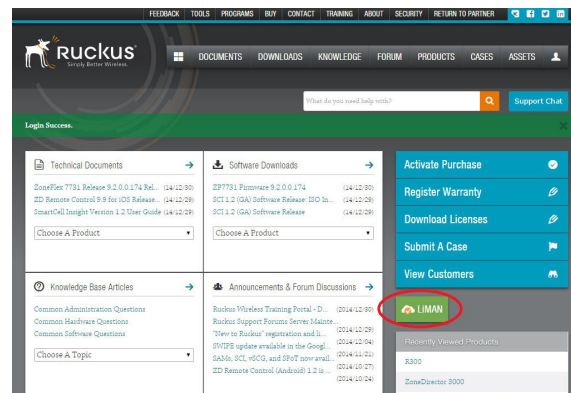 FEEDBACK TOOLS PROGRAMS BUY CONTACT TRAINING ABOUT SECURITY RETURN TO PARTNER
Ruckus
Simply Better Wireless.
DOCUMENTS DOWNLOADS KNOWLEDGE FORUM PRODUCTS CASES ASSETS
What do you need help with?
Support Chat
Login Success.
Technical Documents
ZoneFlex 7731 Release 9.2.0.0.174 Rel... (14/12/30)
ZD Remote Control 9.9 for iOS Release... (14/12/29)
SmartCell Insight Version 1.2 User Guide (14/12/29)
Choose A Product
Software Downloads
ZF7731 Firmware 9.2.0.0.174 (14/12/30)
SCI 1.2 (GA) Software Release: ISO In... (14/12/29)
SCI 1.2 (GA) Software Release (14/12/29)
Choose A Product
Activate Purchase
Register Warranty
Download Licenses
Submit A Case
View Customers
Knowledge Base Articles
Common Administration Questions
Common Hardware Questions
Common Software Questions
Choose A Topic
Announcements & Forum Discussions
Ruckus Wireless Training Portal - D... (2014/12/30)
Ruckus Support Forums Server Mainte... (2014/12/29)
"New to Ruckus" registration and li... (2014/12/04)
SWIPE update available in the Googl... (2014/11/21)
SAMs, SCI, vSCG, and SPoT now avail... (2014/10/27)
ZD Remote Control (Android) 1.2 is ... (2014/10/24)
LiMAN
Recently Viewed Products
R300
ZoneDirector 3000